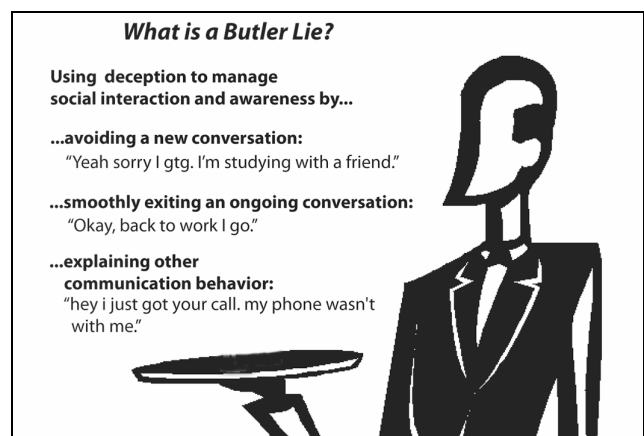 What is a Butler Lie?
Using deception to manage
social interaction and awareness by...
...avoiding a new conversation:
“Yeah sorry I gtg. I’m studying with a friend.”
...smoothly exiting an ongoing conversation:
“Okay, back to work I go.”
...explaining other
communication behavior:
“hey i just got your call. my phone wasn't
with me.”